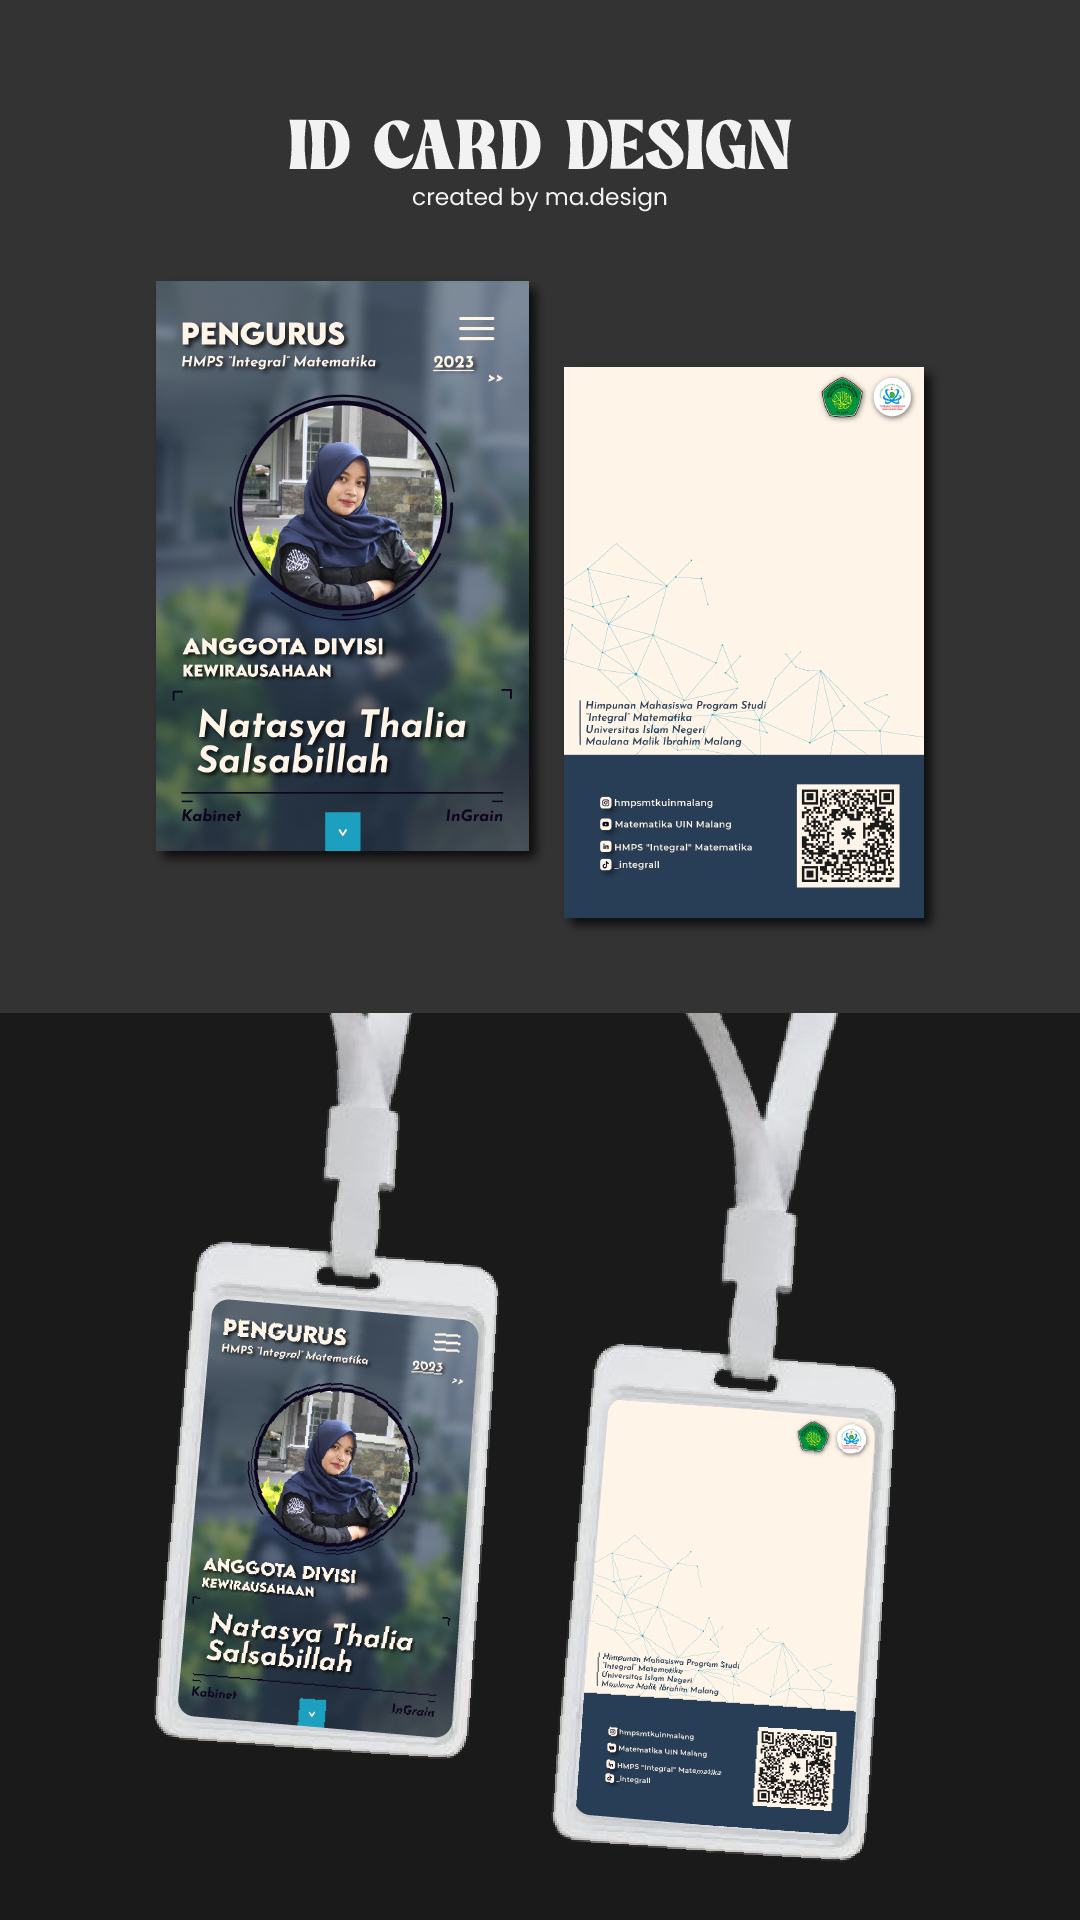 ID CARD DESIGN
created by ma.design
PENGURUS
HMPS "Integral" Matematika
2023
>>
ANGGOTA DIVISI
KEWIRAUSAHAAN
Natasya Thalia
Salsabillah
Kabinet
InGrain
Himpunan Mahasiswa Program Studi
"Integral" Matematika
Universitas Islam Negeri
Maulana Malik Ibrahim Malang
hmpsmtkuinmalang
Matematika UIN Malang
HMPS "Integral" Matematika
_integrall
PENGURUS
HMPS "Integral" Matematika
2023
>>
ANGGOTA DIVISI
KEWIRAUSAHAAN
Natasya Thalia
Salsabillah
Kabinet
InGrain
Himpunan Mahasiswa Program Studi
"Integral" Matematika
Universitas Islam Negeri
Maulana Malik Ibrahim Malang
hmpsmtkuinmalang
Matematika UIN Malang
HMPS "Integral" Matematika
_integrall